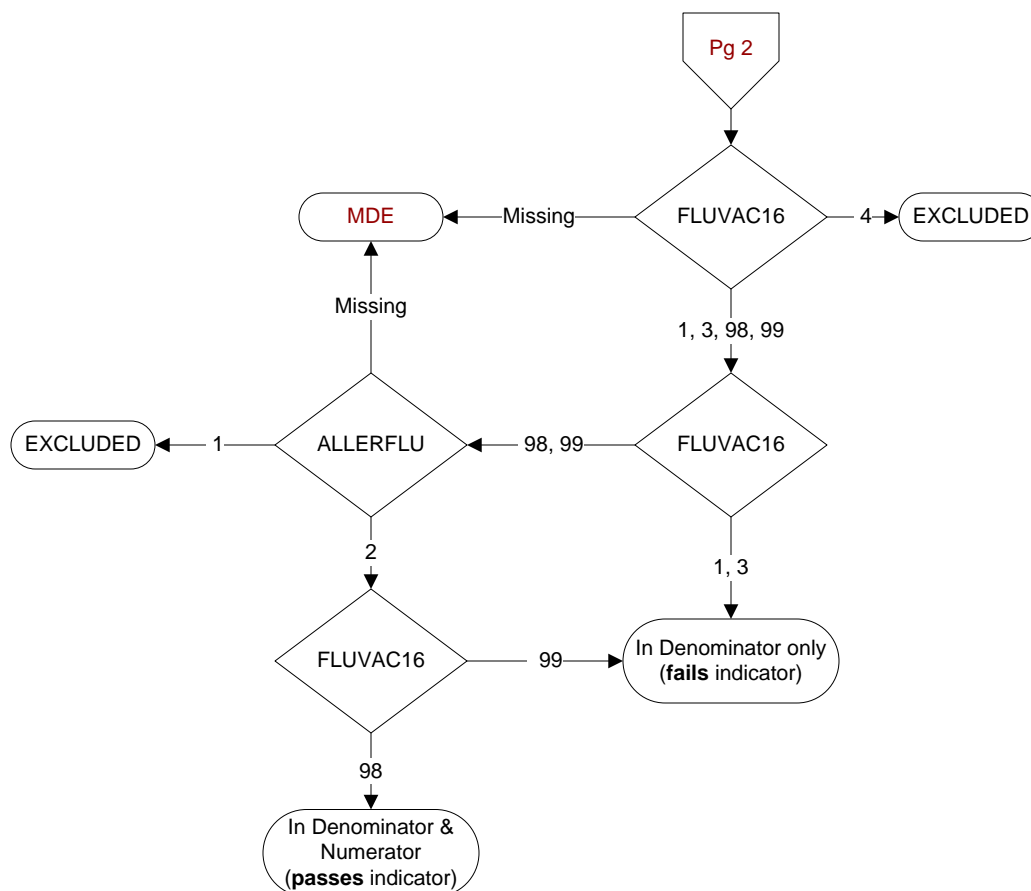 Pg 2
MDE
Missing
FLUVAC16
4
EXCLUDED
Missing
1, 3, 98, 99
EXCLUDED
1
ALLERFLU
98, 99
FLUVAC16
2
1, 3
FLUVAC16
99
In Denominator only
(fails indicator)
98
In Denominator &
Numerator
(passes indicator)